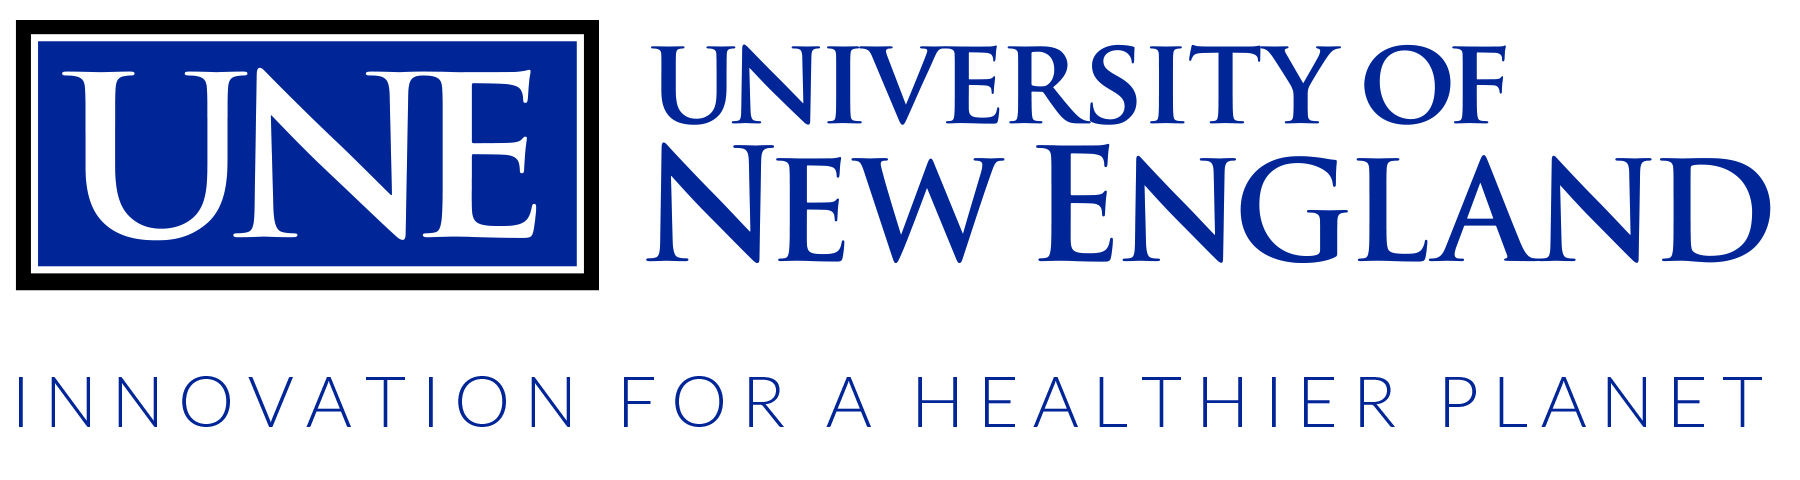 UNE
UNIVERSITY OF
NEW ENGLAND
INNOVATION FOR A HEALTHIER PLANET